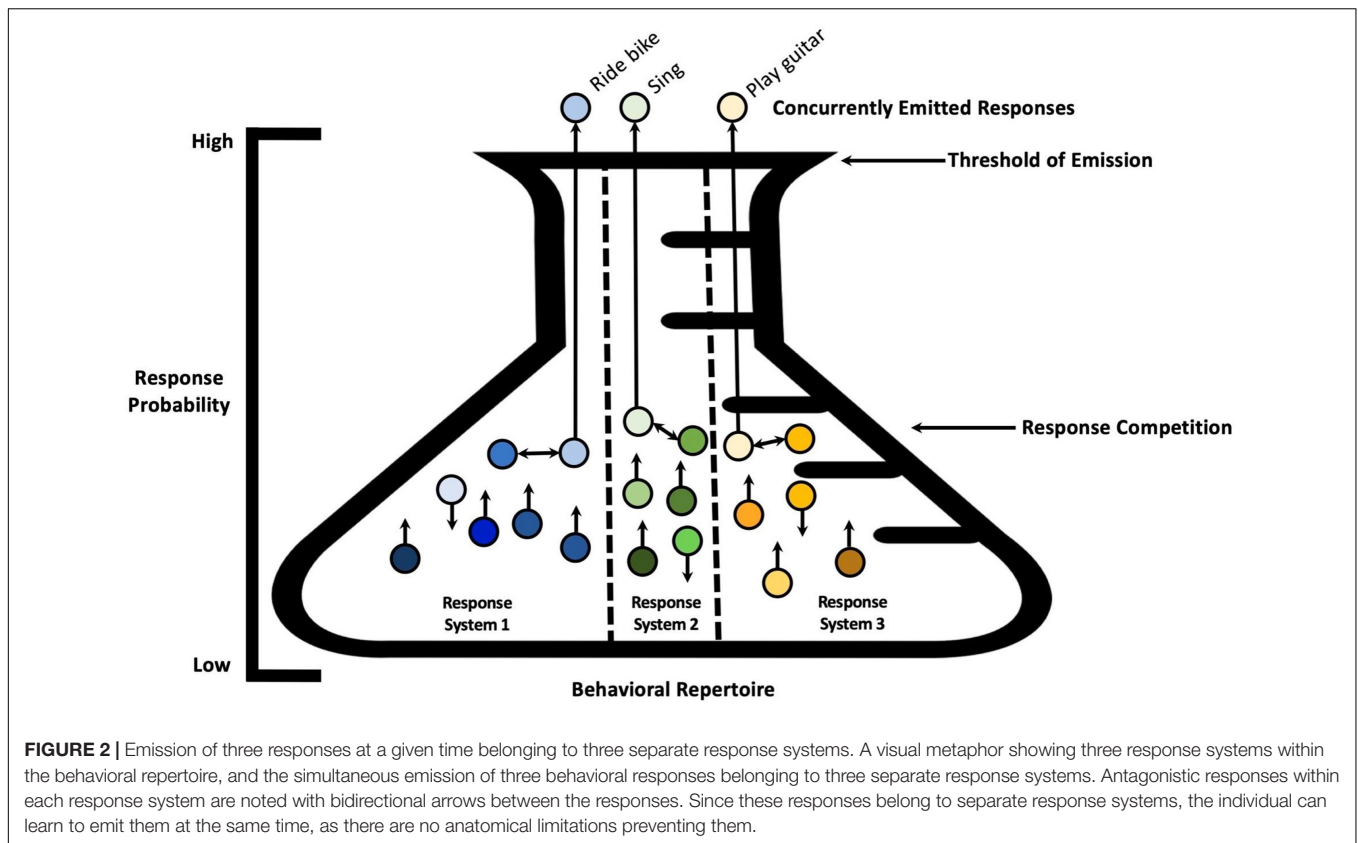 Ride bike
Sing
Play guitar
Concurrently Emitted Responses
High
Threshold of Emission
Response
Probability
Response Competition
Response
System 1
Response
System 2
Response
System 3
Low
Behavioral Repertoire
FIGURE 2 | Emission of three responses at a given time belonging to three separate response systems. A visual metaphor showing three response systems within
the behavioral repertoire, and the simultaneous emission of three behavioral responses belonging to three separate response systems. Antagonistic responses within
each response system are noted with bidirectional arrows between the responses. Since these responses belong to separate response systems, the individual can
learn to emit them at the same time, as there are no anatomical limitations preventing them.